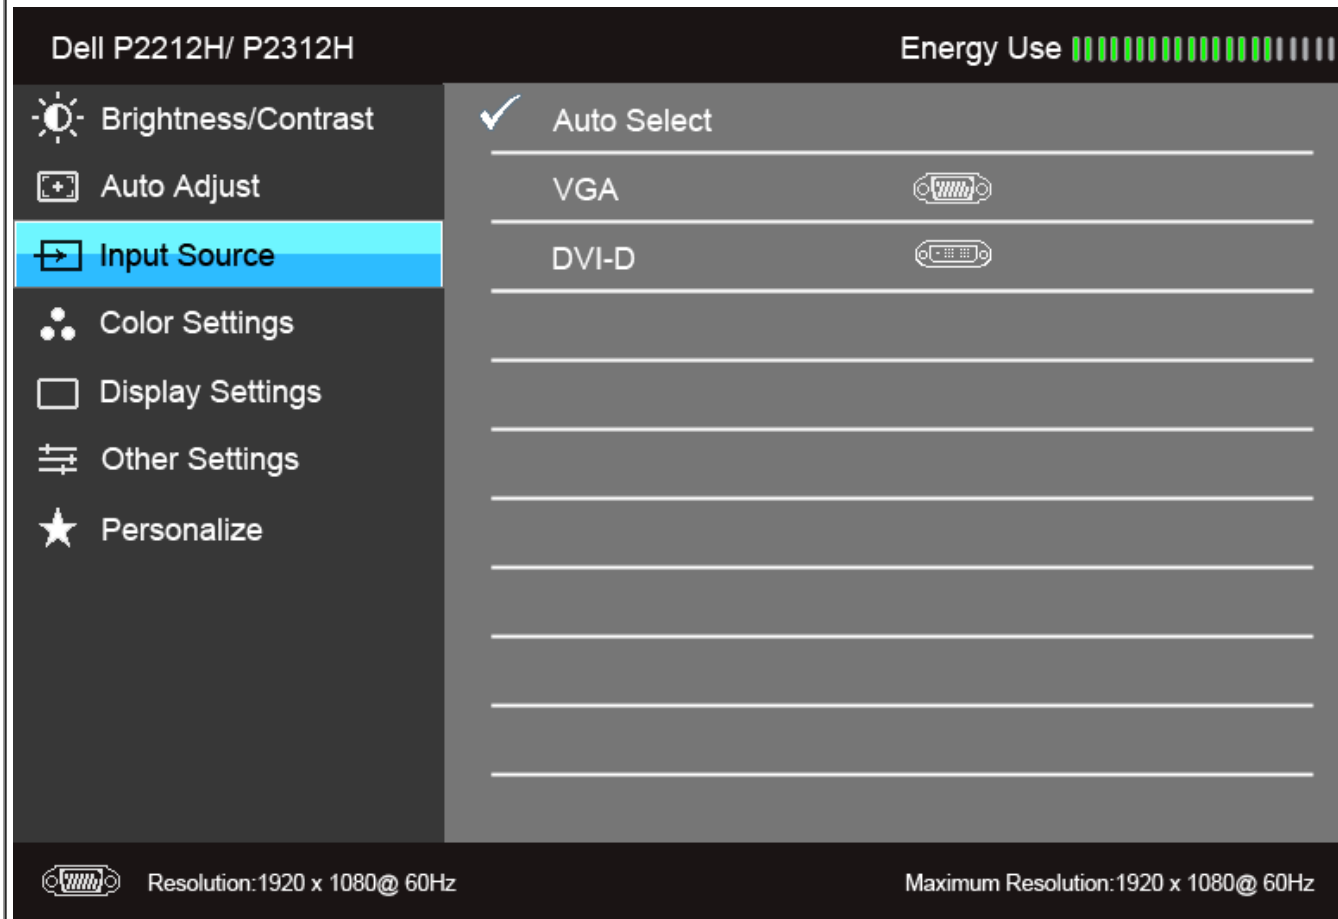 Dell P2212H/ P2312H
Energy Use
Brightness/Contrast
Auto Adjust
Input Source
Color Settings
Display Settings
Other Settings
Personalize
Auto Select
VGA
DVI-D
Resolution:1920 x 1080@ 60Hz
Maximum Resolution:1920 x 1080@ 60Hz